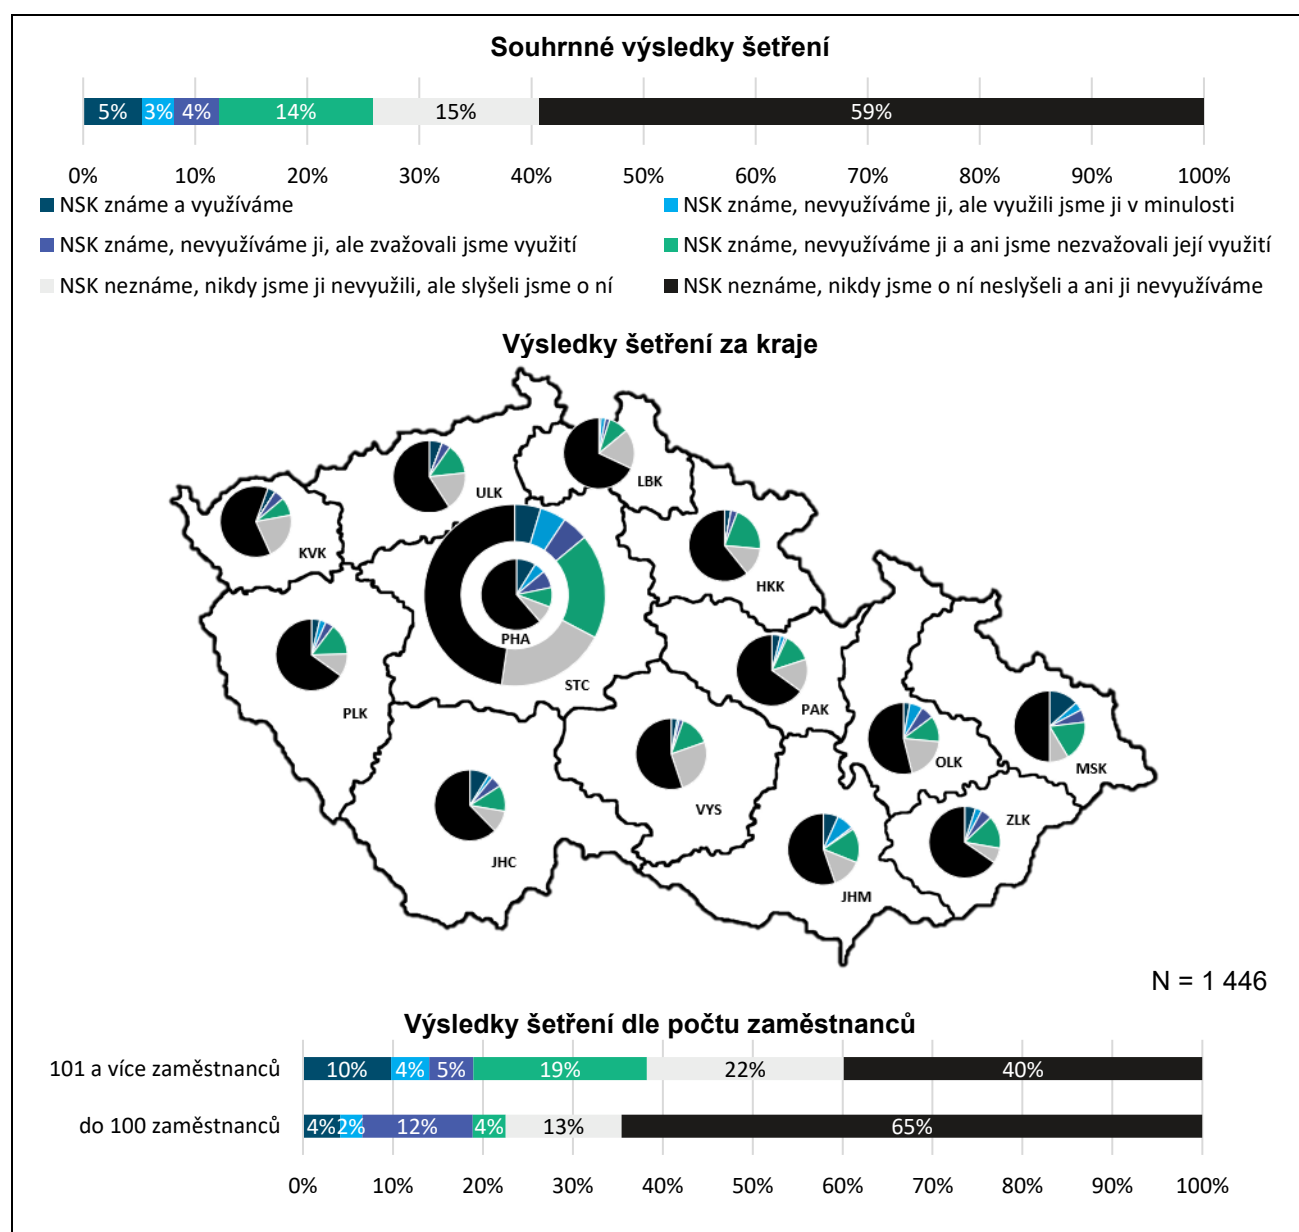 Souhrnné výsledky šetření
5% 3% 4% 14% 15% 59%
0% 10% 20% 30% 40% 50% 60% 70% 80% 90% 100%
NSK známe a využíváme
NSK známe, nevyužíváme ji, ale využili jsme ji v minulosti
NSK známe, nevyužíváme ji, ale zvažovali jsme využití
NSK známe, nevyužíváme ji a ani jsme nezvažovali její využití
NSK neznáme, nikdy jsme ji nevyužili, ale slyšeli jsme o ní
NSK neznáme, nikdy jsme o ní neslyšeli a ani ji nevyužíváme
Výsledky šetření za kraje
LBK
ULK
KVK
HKK
PHA
STC
PLK
PAK
OLK
MSK
VYS
ZLK
JHC
JHM
N = 1 446
Výsledky šetření dle počtu zaměstnanců
101 a více zaměstnanců 10% 4% 5% 19% 22% 40%
do 100 zaměstnanců 4% 2% 12% 4% 13% 65%
0% 10% 20% 30% 40% 50% 60% 70% 80% 90% 100%